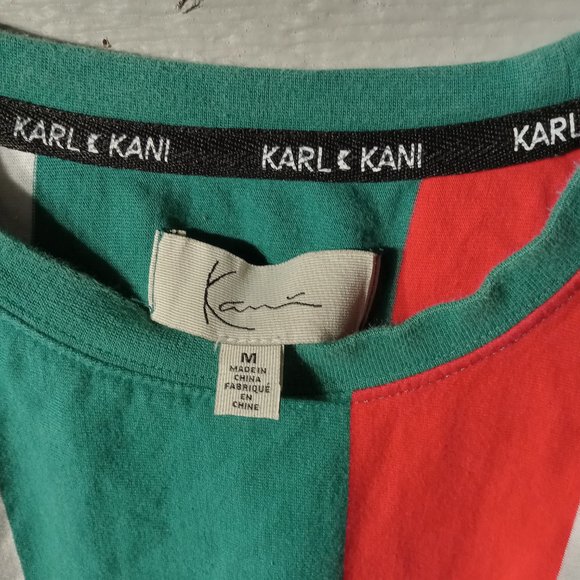 KARL K KANI KARL K KANI KARL
Kani
M
MADE IN
CHINA
FABRIQUÉ
EN
CHINE